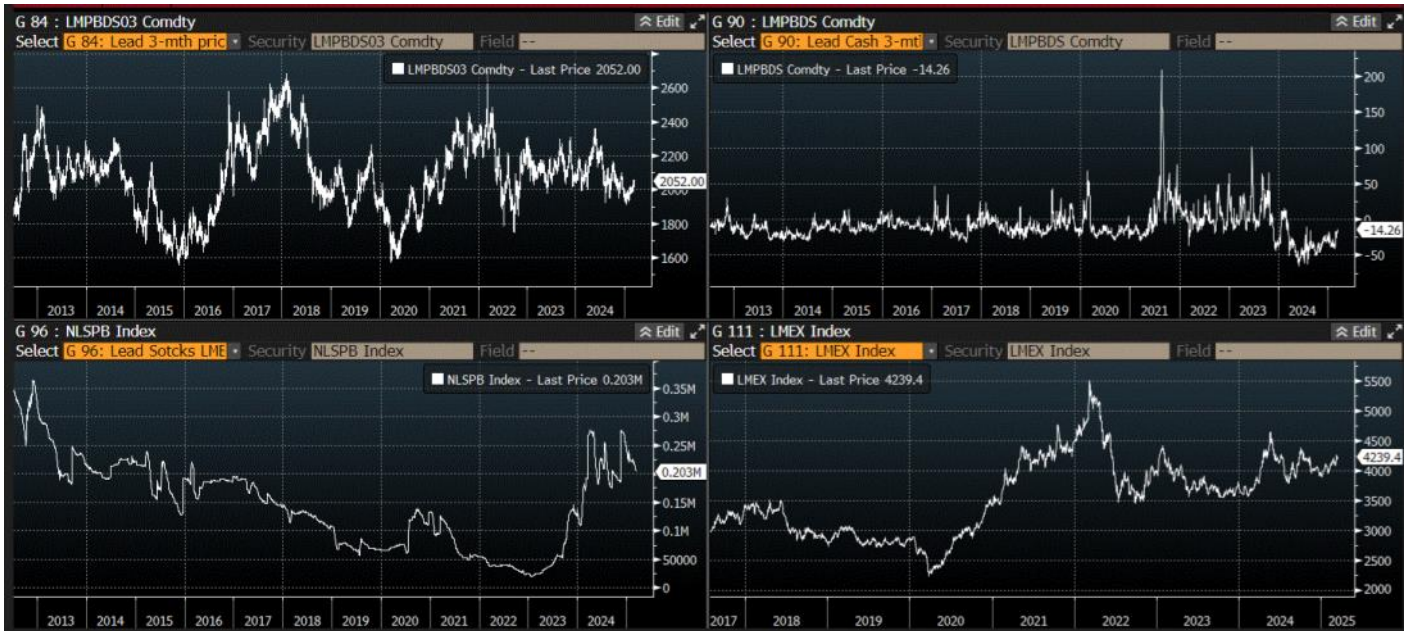 G 84 : LMPBDS03 Comdty
Edit
Select G 84: Lead 3-mth pric Security LMPBDS03 Comdty Field --
LMPBDS03 Comdty - Last Price 2052.00
2600
2400
2200
2052.00
2000
1800
1600
2013 2014 2015 2016 2017 2018 2019 2020 2021 2022 2023 2024
G 90 : LMPBDS Comdty
Edit
Select G 90: Lead Cash 3-mtl Security LMPBDS Comdty Field --
LMPBDS Comdty - Last Price -14.26
200
150
100
50
0
-14.26
-50
2013 2014 2015 2016 2017 2018 2019 2020 2021 2022 2023 2024
G 96 : NLSPB Index
Edit
Select G 96: Lead Sotcks LME Security NLSPB Index Field --
NLSPB Index - Last Price 0.203M
0.35M
0.3M
0.25M
0.203M
0.15M
0.1M
50000
0
2013 2014 2015 2016 2017 2018 2019 2020 2021 2022 2023 2024
G 111 : LMEX Index
Edit
Select G 111: LMEX Index Security LMEX Index Field --
LMEX Index - Last Price 4239.4
5500
5000
4500
4239.4
4000
3500
3000
2500
2000
2017 2018 2019 2020 2021 2022 2023 2024 2025